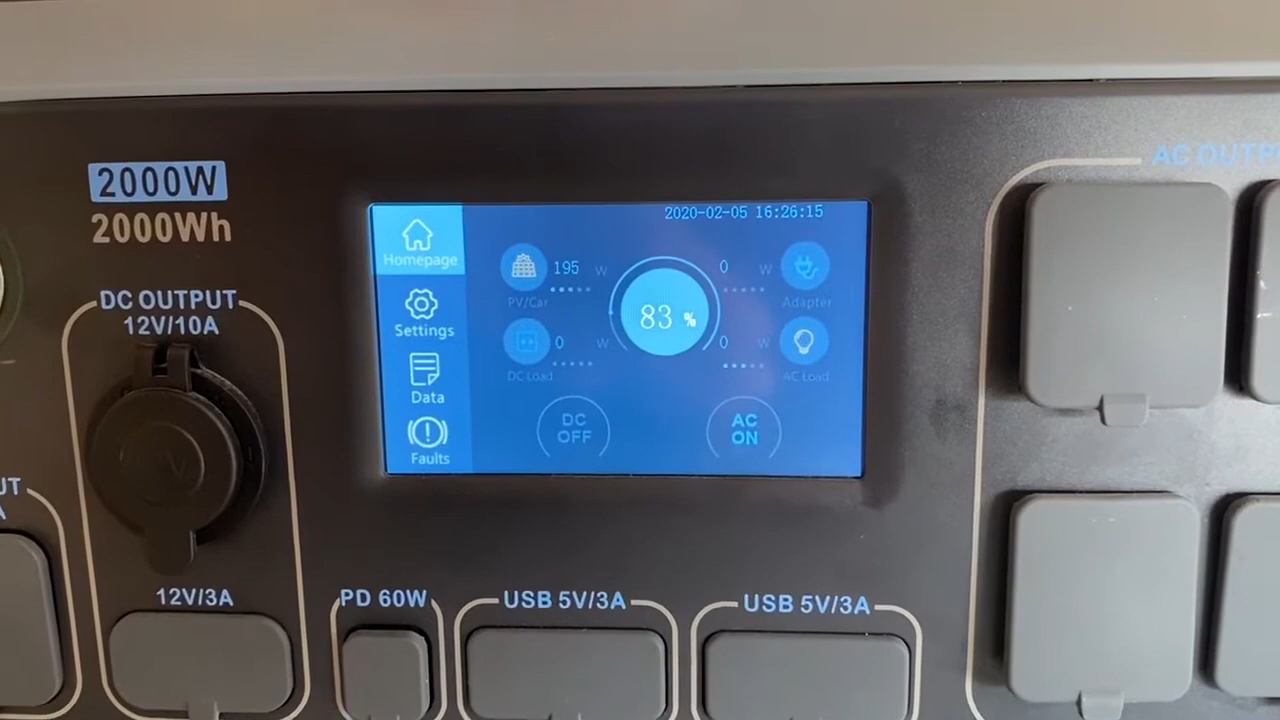 2000W
2000Wh
DC OUTPUT
12V/10A
12V/3A
PD 60W
USB 5V/3A
USB 5V/3A
2020-02-05 16:26:15
Homepage
Settings
Data
Faults
195 W
PV/Car
0 W
DC Load
83 %
0 W
Adapter
0 W
AC Load
DC
OFF
AC
ON
AC